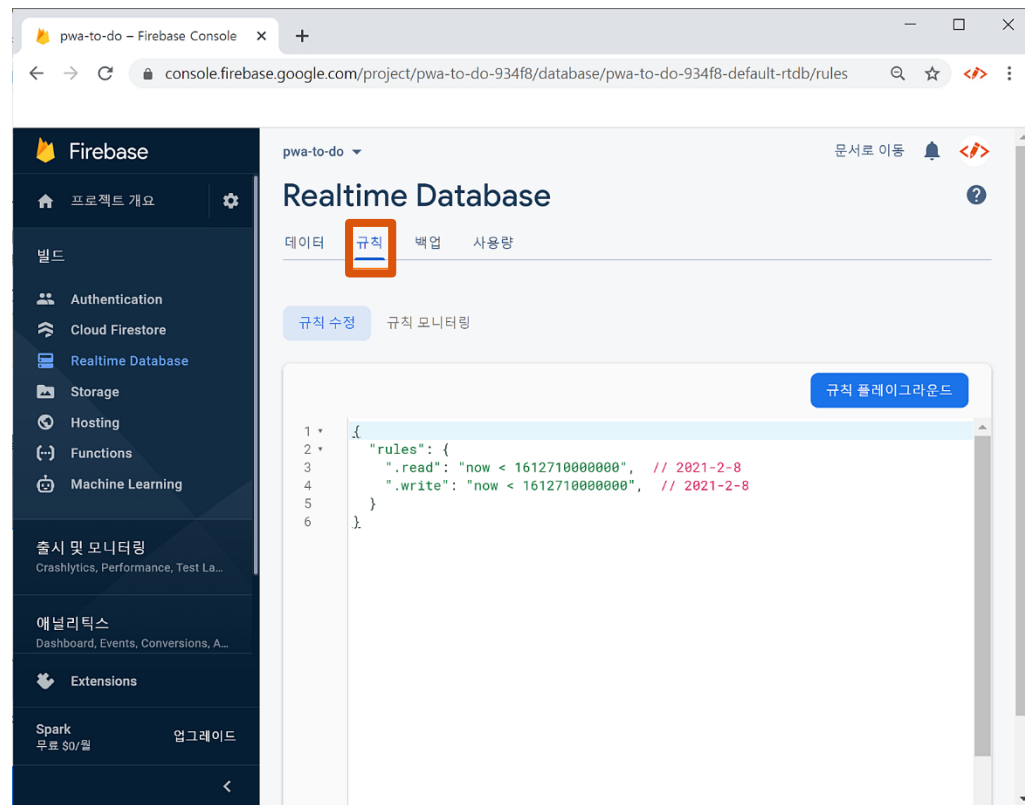 pwa-to-do – Firebase Console
console.firebase.google.com/project/pwa-to-do-934f8/database/pwa-to-do-934f8-default-rtdb/rules
Firebase
프로젝트 개요
빌드
Authentication
Cloud Firestore
Realtime Database
Storage
Hosting
Functions
Machine Learning
출시 및 모니터링
Crashlytics, Performance, Test La...
애널리틱스
Dashboard, Events, Conversions, A...
Extensions
Spark
무료 $0/월
업그레이드
pwa-to-do
문서로 이동
Realtime Database
데이터 규칙 백업 사용량
규칙 수정 규칙 모니터링
규칙 플레이그라운드
1 {
2 "rules": {
3 ".read": "now < 1612710000000", // 2021-2-8
4 ".write": "now < 1612710000000", // 2021-2-8
5 }
6 }